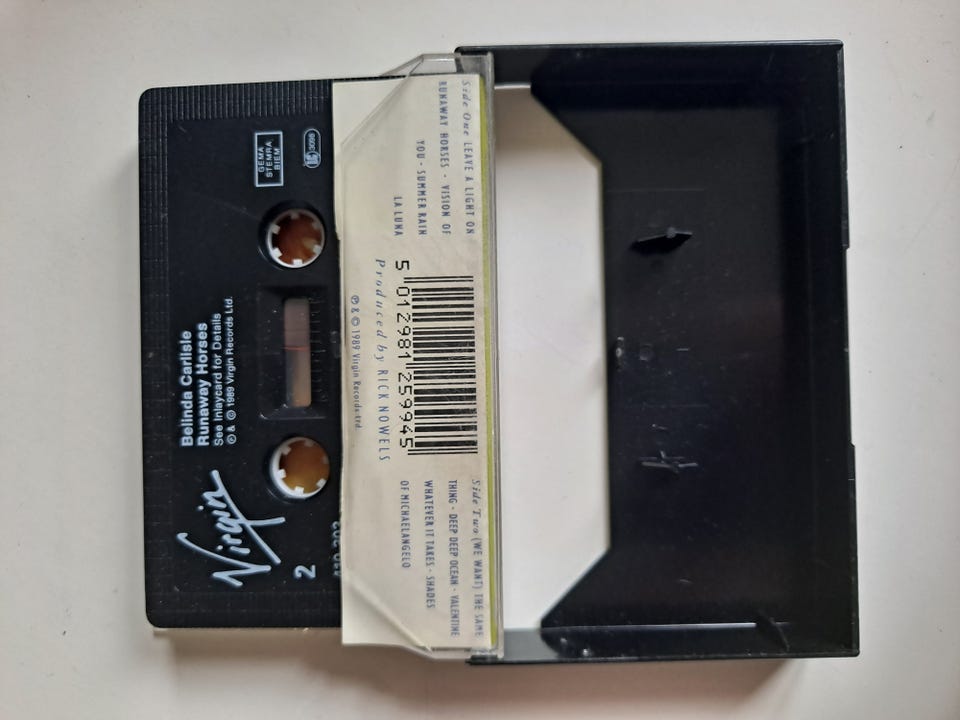 GEMA
STEMRA
BIEM
LC 3098
Belinda Carlisle
Runaway Horses
See Inlaycard for Details
℗ & © 1989 Virgin Records Ltd.
Virgin
2
Side One LEAVE A LIGHT ON
RUNAWAY HORSES - VISION OF
YOU - SUMMER RAIN
LA LUNA
5 012981 259945
Produced by RICK NOWELS
℗ & © 1989 Virgin Records Ltd.
Side Two (WE WANT) THE SAME
THING - DEEP DEEP OCEAN - VALENTINE
WHATEVER IT TAKES - SHADES
OF MICHAELANGELO